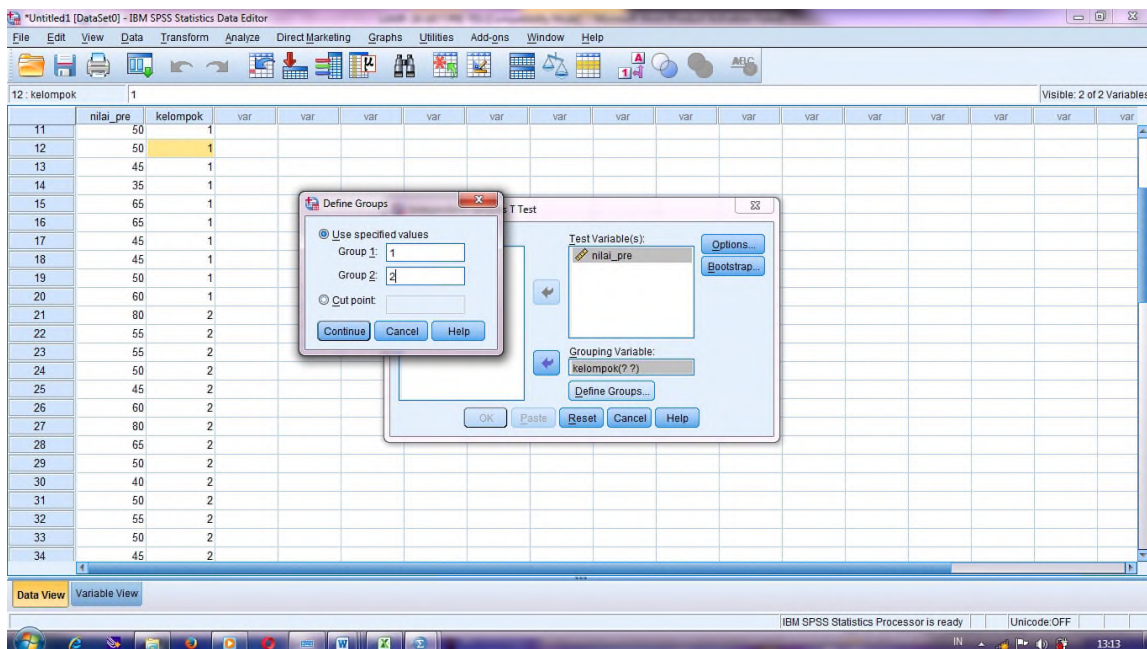 *Untitled1 [DataSet0] - IBM SPSS Statistics Data Editor
File Edit View Data Transform Analyze Direct Marketing Graphs Utilities Add-ons Window Help
12 : kelompok 1 Visible: 2 of 2 Variables
nilai_pre kelompok var var var var var var var var var var var var var var
11 50 1
12 50 1
13 45 1
14 35 1
15 65 1
16 65 1
17 45 1
18 45 1
19 50 1
20 60 1
21 80 2
22 55 2
23 55 2
24 50 2
25 45 2
26 60 2
27 80 2
28 65 2
29 50 2
30 40 2
31 50 2
32 55 2
33 50 2
34 45 2
Define Groups
Use specified values
Group 1: 1
Group 2: 2
Cut point:
Continue Cancel Help
T Test
Test Variable(s):
nilai_pre
Options...
Bootstrap...
Grouping Variable:
kelompok(? ?)
Define Groups...
OK Paste Reset Cancel Help
Data View Variable View
IBM SPSS Statistics Processor is ready Unicode:OFF
IN 13:13